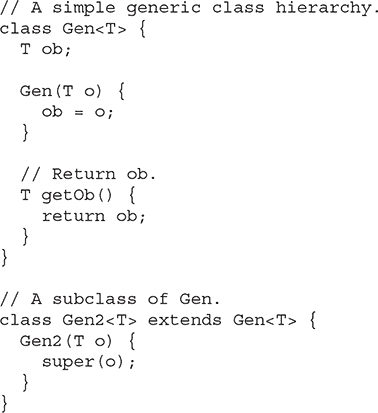 // A simple generic class hierarchy.
class Gen<T> {
  T ob;

  Gen(T o) {
    ob = o;
  }

  // Return ob.
  T getOb() {
    return ob;
  }
}

// A subclass of Gen.
class Gen2<T> extends Gen<T> {
  Gen2(T o) {
    super(o);
  }
}